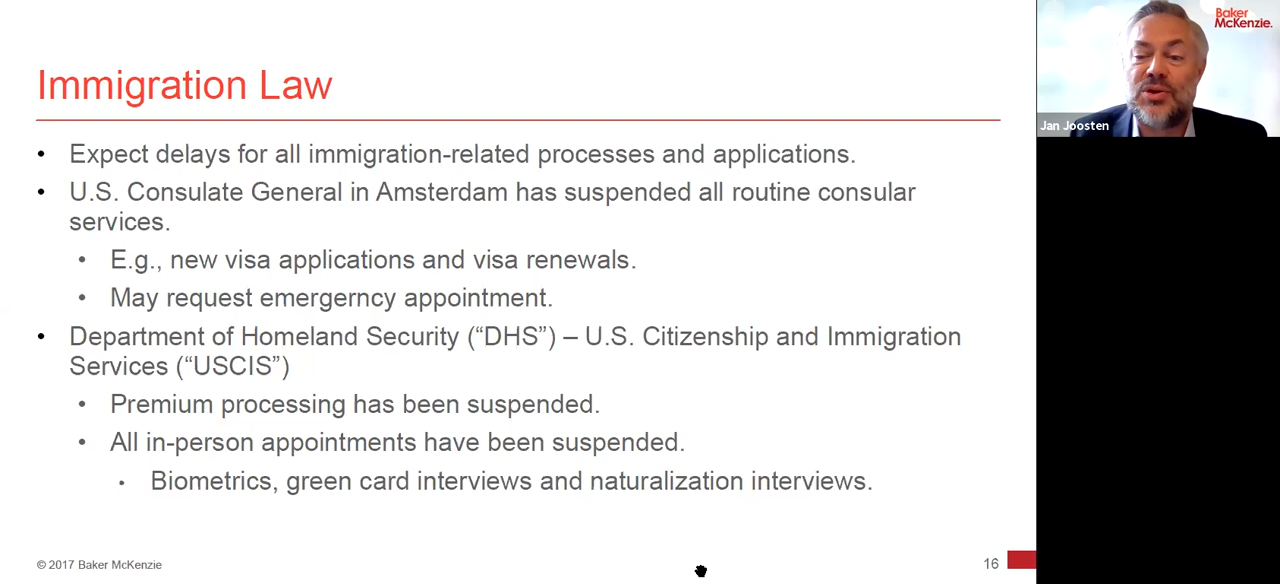 Immigration Law
• Expect delays for all immigration-related processes and applications.
• U.S. Consulate General in Amsterdam has suspended all routine consular
services.
• E.g., new visa applications and visa renewals.
• May request emergerncy appointment.
• Department of Homeland Security (“DHS”) – U.S. Citizenship and Immigration
Services (“USCIS”)
• Premium processing has been suspended.
• All in-person appointments have been suspended.
• Biometrics, green card interviews and naturalization interviews.
© 2017 Baker McKenzie
16
Baker
McKenzie.
Jan Joosten